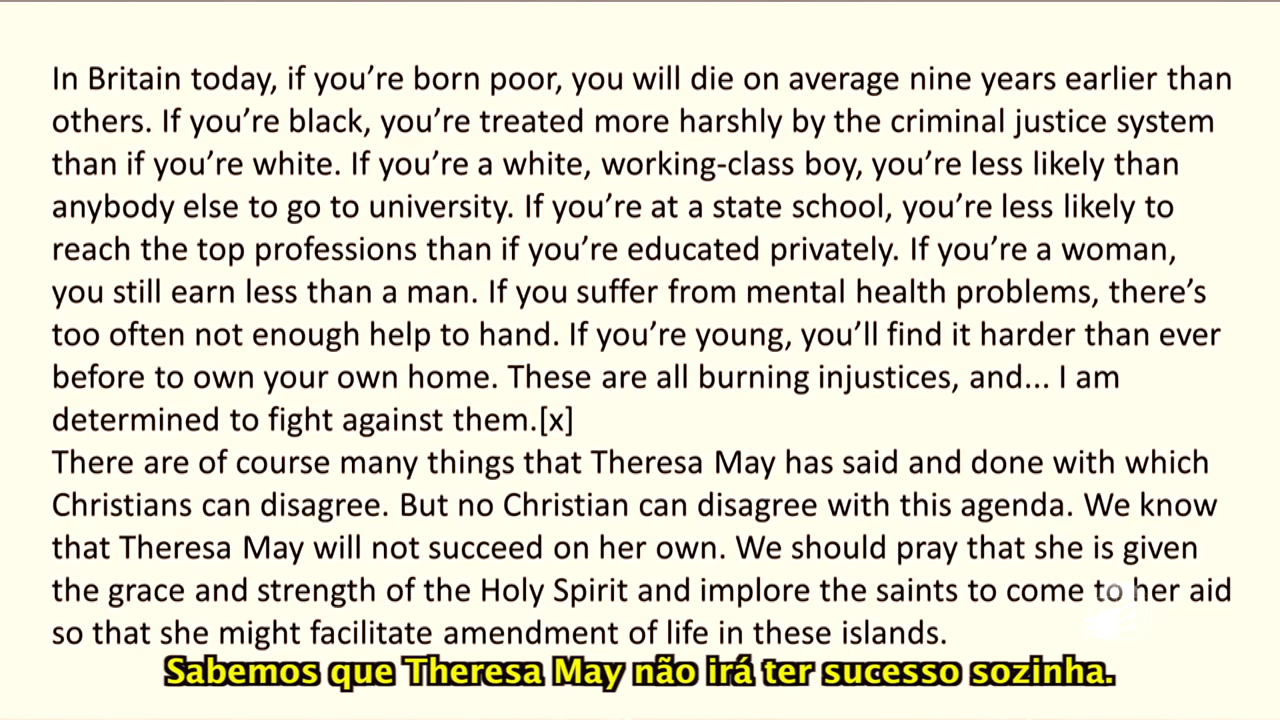 In Britain today, if you’re born poor, you will die on average nine years earlier than
others. If you’re black, you’re treated more harshly by the criminal justice system
than if you’re white. If you’re a white, working-class boy, you’re less likely than
anybody else to go to university. If you’re at a state school, you’re less likely to
reach the top professions than if you’re educated privately. If you’re a woman,
you still earn less than a man. If you suffer from mental health problems, there’s
too often not enough help to hand. If you’re young, you’ll find it harder than ever
before to own your own home. These are all burning injustices, and... I am
determined to fight against them.[x]
There are of course many things that Theresa May has said and done with which
Christians can disagree. But no Christian can disagree with this agenda. We know
that Theresa May will not succeed on her own. We should pray that she is given
the grace and strength of the Holy Spirit and implore the saints to come to her aid
so that she might facilitate amendment of life in these islands.
Sabemos que Theresa May não irá ter sucesso sozinha.